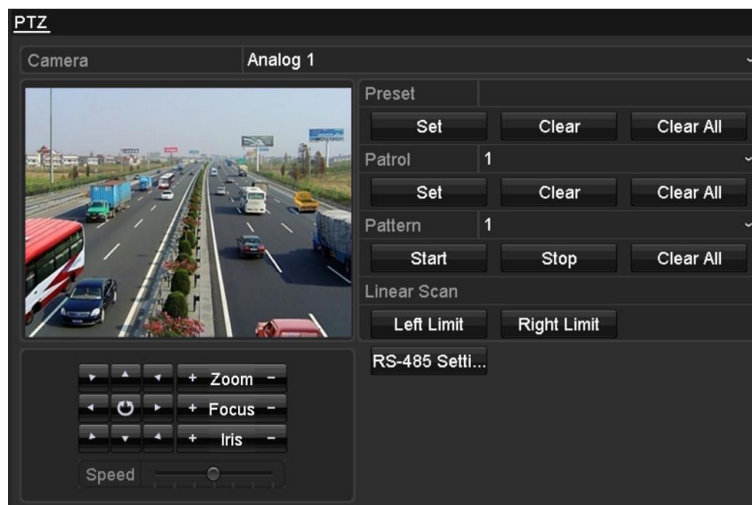 PTZ
Camera Analog 1
Preset
Set Clear Clear All
Patrol 1
Set Clear Clear All
Pattern 1
Start Stop Clear All
Linear Scan
Left Limit Right Limit
RS-485 Setti...
+ Zoom -
+ Focus -
+ Iris -
Speed